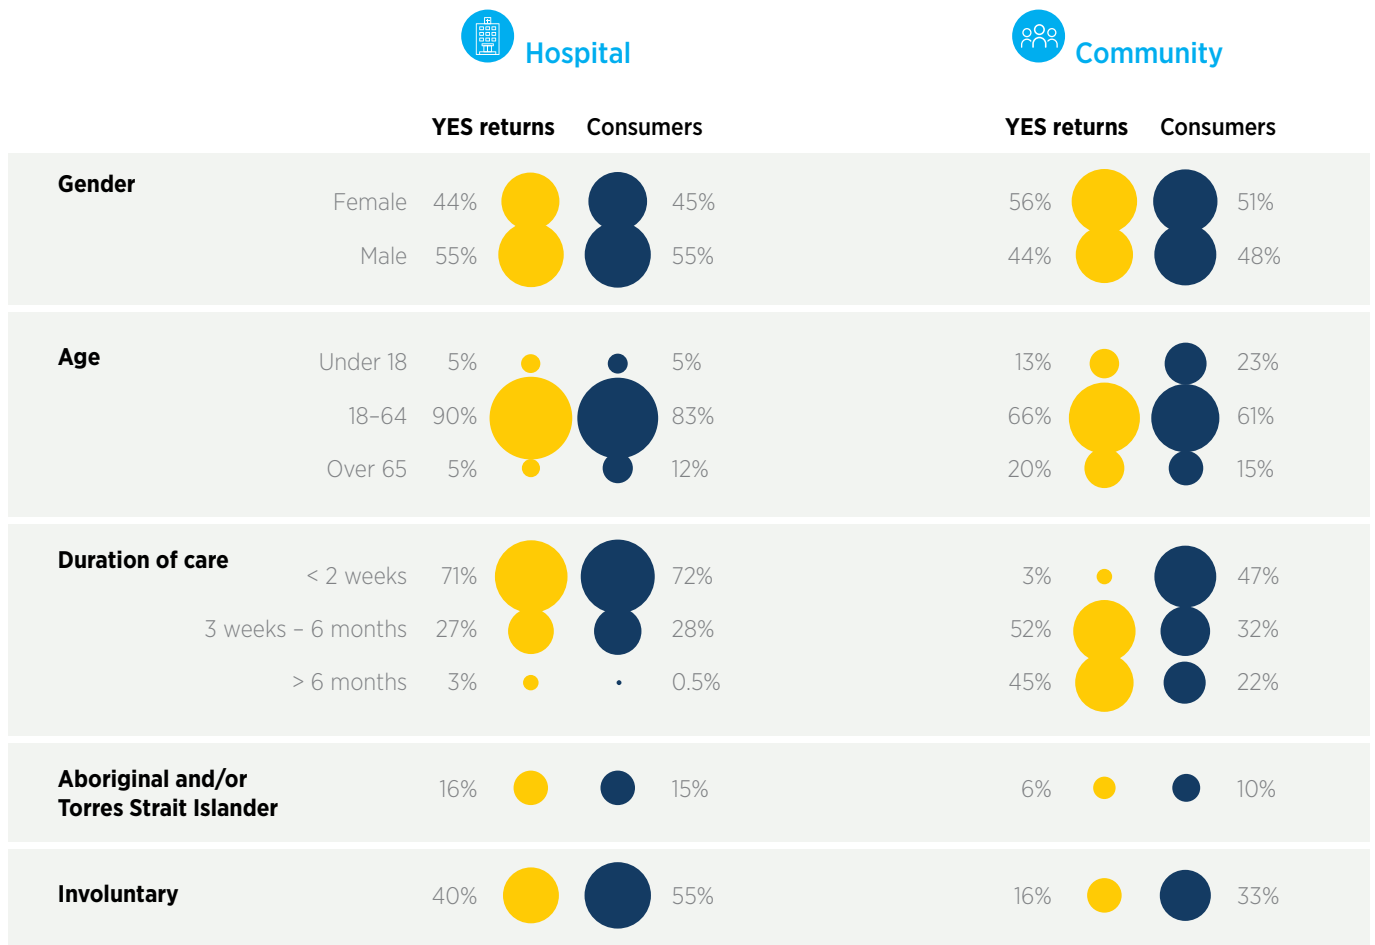 Hospital Community
YES returns Consumers YES returns Consumers
Gender
Female 44% 45% 56% 51%
Male 55% 55% 44% 48%
Age
Under 18 5% 5% 13% 23%
18–64 90% 83% 66% 61%
Over 65 5% 12% 20% 15%
Duration of care
< 2 weeks 71% 72% 3% 47%
3 weeks – 6 months 27% 28% 52% 32%
> 6 months 3% 0.5% 45% 22%
Aboriginal and/or
Torres Strait Islander
16% 15% 6% 10%
Involuntary 40% 55% 16% 33%